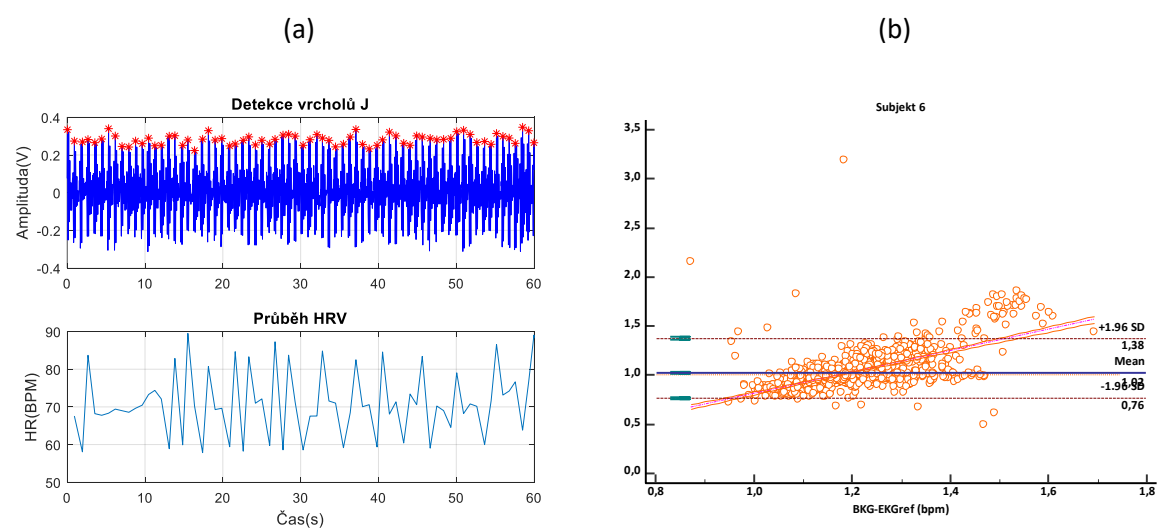 (a)
Detekce vrcholů J
Amplituda(V)
0.4
0.2
0
-0.2
-0.4
0 10 20 30 40 50 60
Průběh HRV
HR(BPM)
90
80
70
60
50
0 10 20 30 40 50 60
Čas(s)
(b)
Subjekt 6
3,5
3,0
2,5
2,0
1,5
1,0
0,5
0,0
+1.96 SD
1,38
Mean
1,02
-1.96 SD
0,76
0,8 1,0 1,2 1,4 1,6 1,8
BKG-EKGref (bpm)